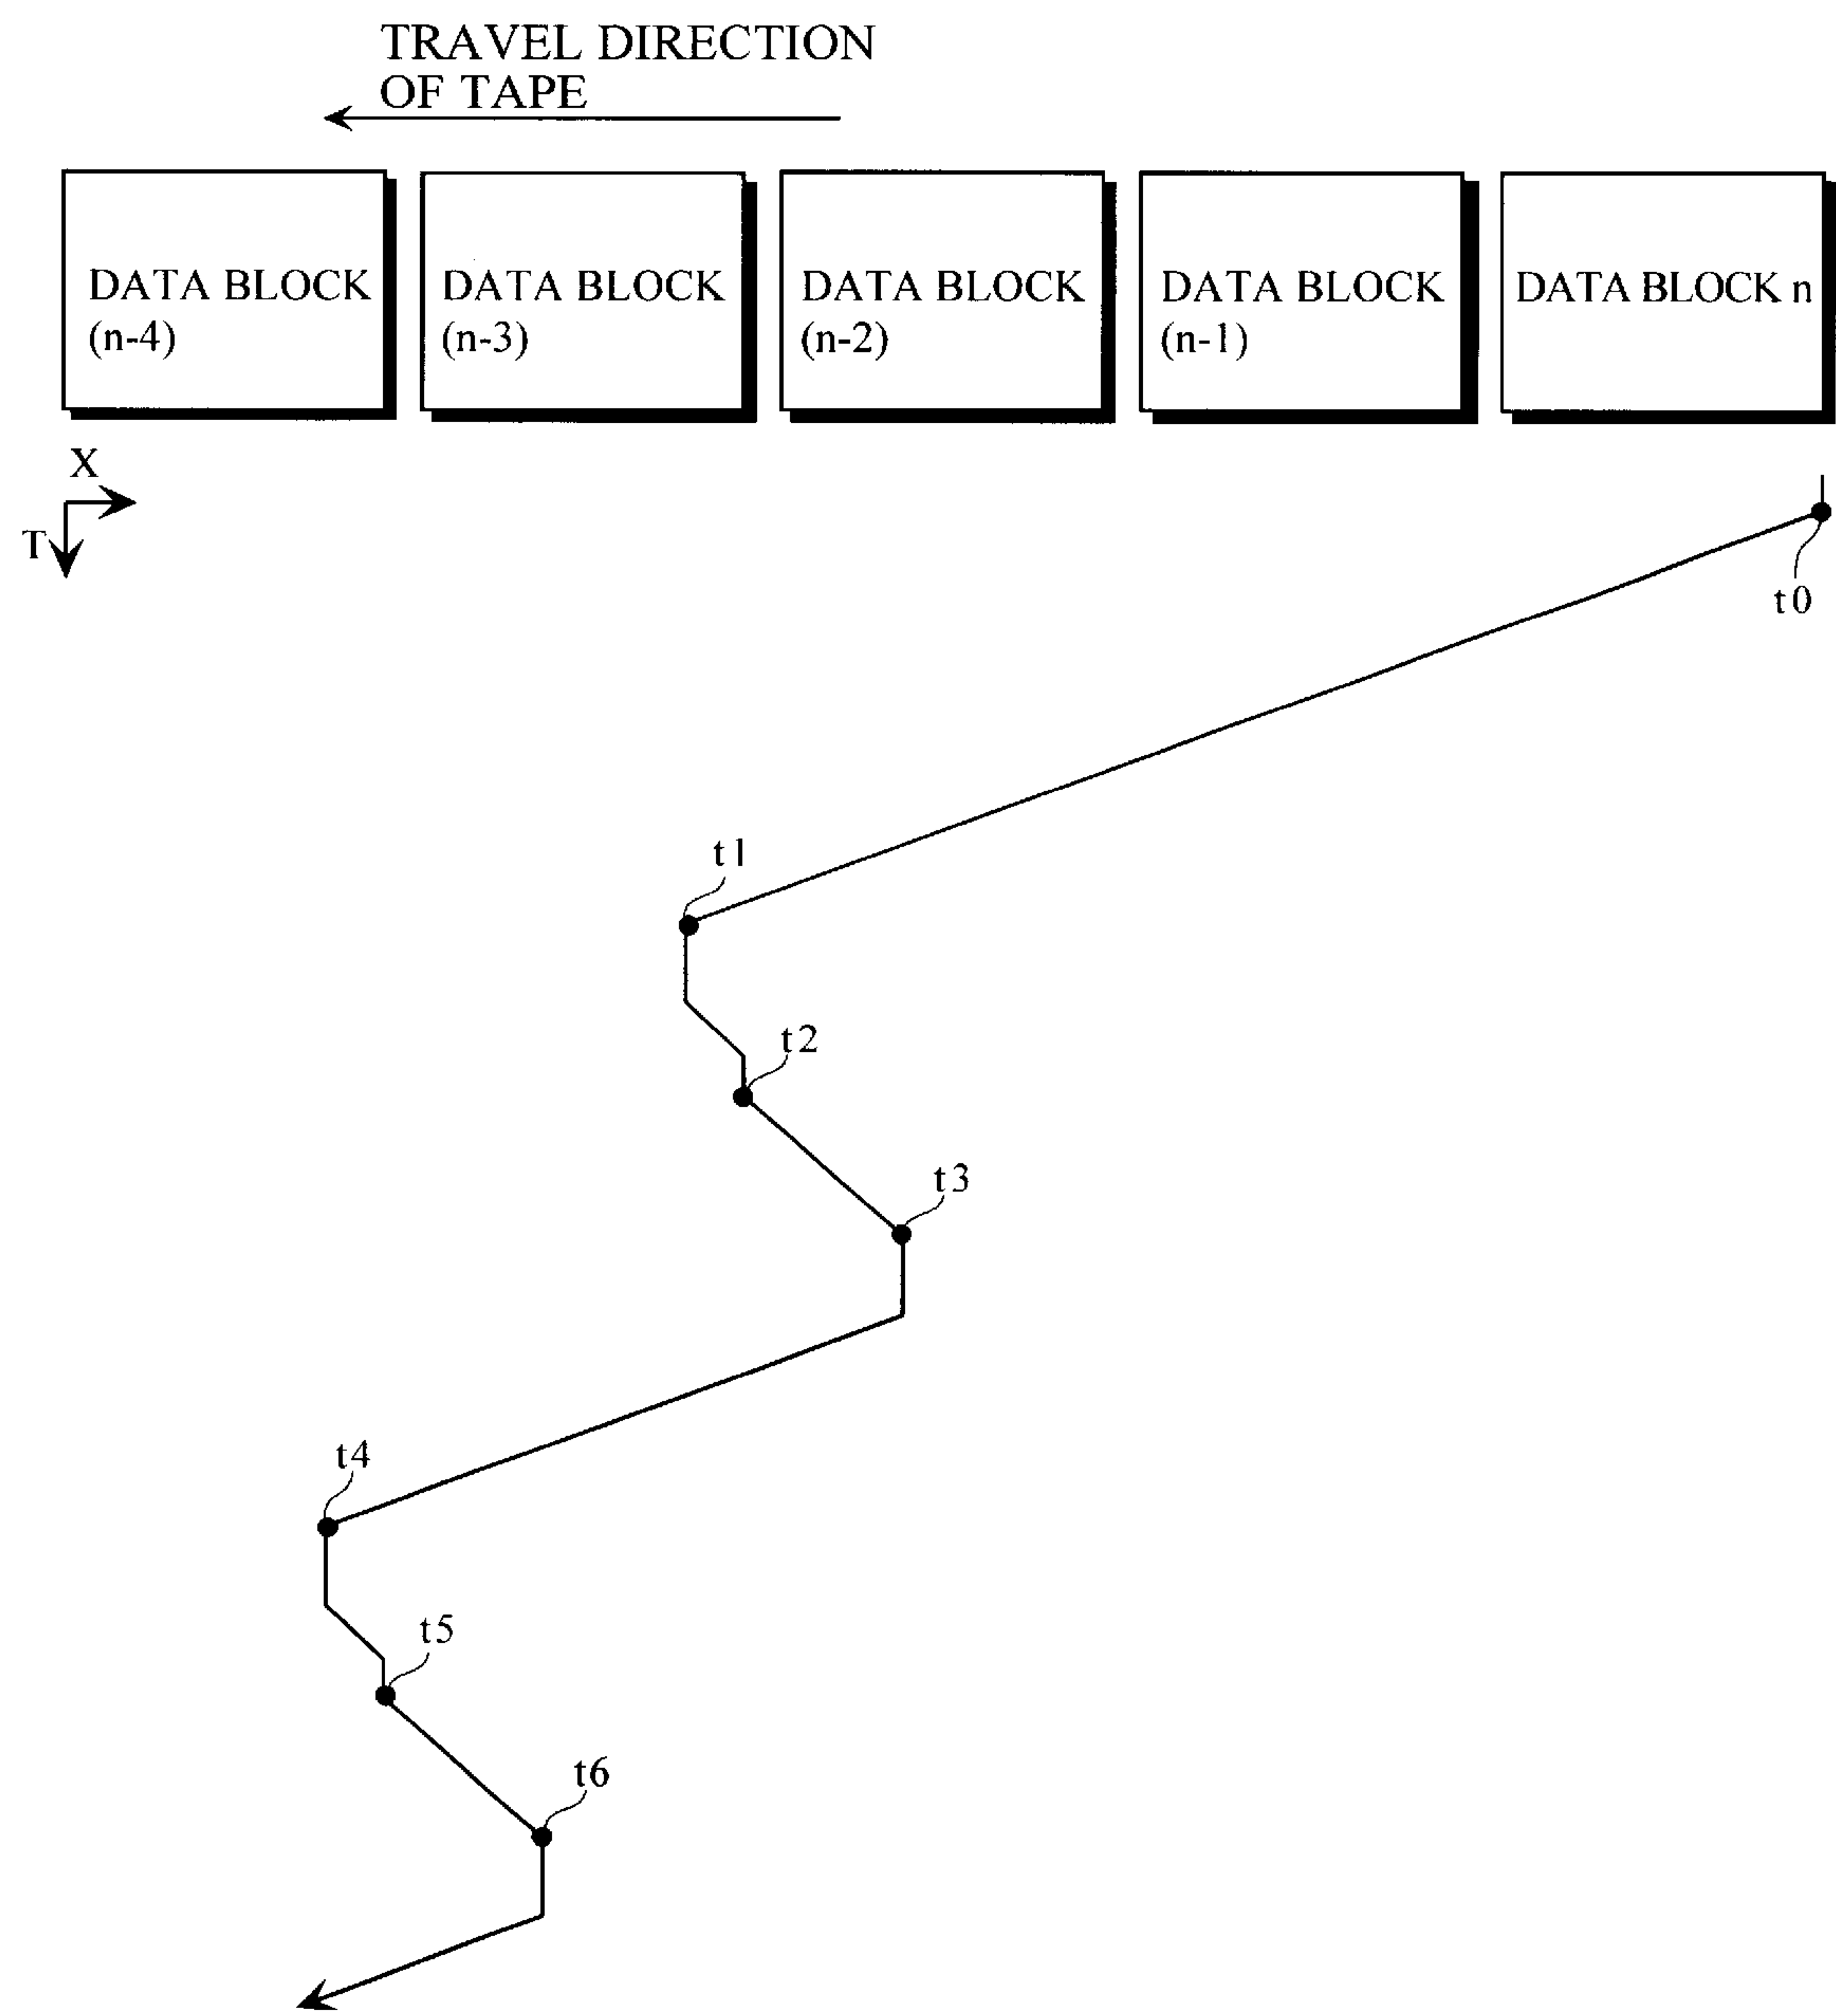 TRAVEL DIRECTION
OF TAPE
DATA BLOCK
(n-4)
DATA BLOCK
(n-3)
DATA BLOCK
(n-2)
DATA BLOCK
(n-1)
DATA BLOCK n
X
T
t0
t1
t2
t3
t4
t5
t6